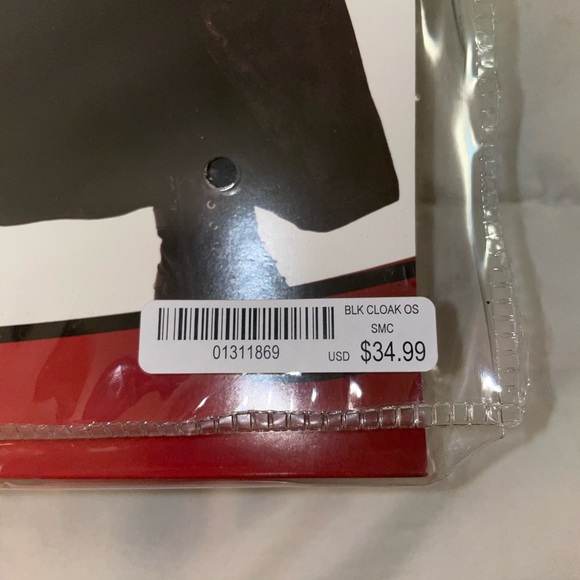 BLK CLOAK OS
SMC
01311869
USD $34.99